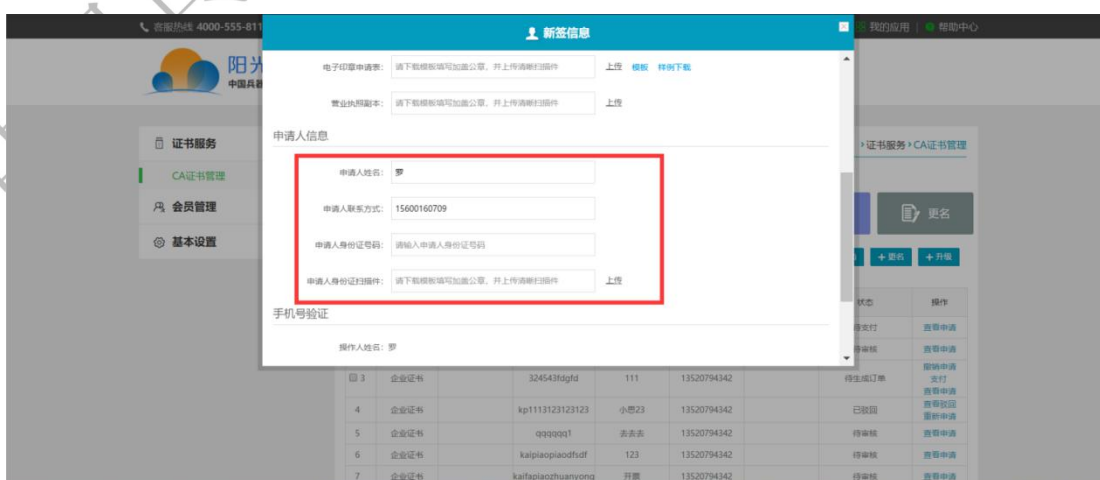 客服热线 4000-555-811
新签信息
我的应用 | 帮助中心
阳光
中国兵器
电子印章申请表: 请下载模板填写加盖公章，并上传清晰扫描件 上传 模板 样例下载
营业执照副本: 请下载模板填写加盖公章，并上传清晰扫描件 上传
申请人信息
证书服务
›证书服务›CA证书管理
CA证书管理
申请人姓名: 罗
会员管理
申请人联系方式: 15600160709
更名
基本设置
申请人身份证号码: 请输入申请人身份证号码
+更名 +升级
申请人身份证扫描件: 请下载模板填写加盖公章，并上传清晰扫描件 上传
状态 操作
手机号验证
待支付 查看申请
操作人姓名: 罗
待审核 查看申请
3 企业证书 324543fdgfd 111 13520794342 待生成订单 撤销申请 支付 查看申请
4 企业证书 kp1113123123123 小思23 13520794342 已驳回 查看驳回 重新申请
5 企业证书 qqqqqq1 去去去 13520794342 待审核 查看申请
6 企业证书 kaipiaopiaodfsdf 123 13520794342 待审核 查看申请
7 企业证书 kaifapiaozhuanyong 开票 13520794342 待审核 查看申请